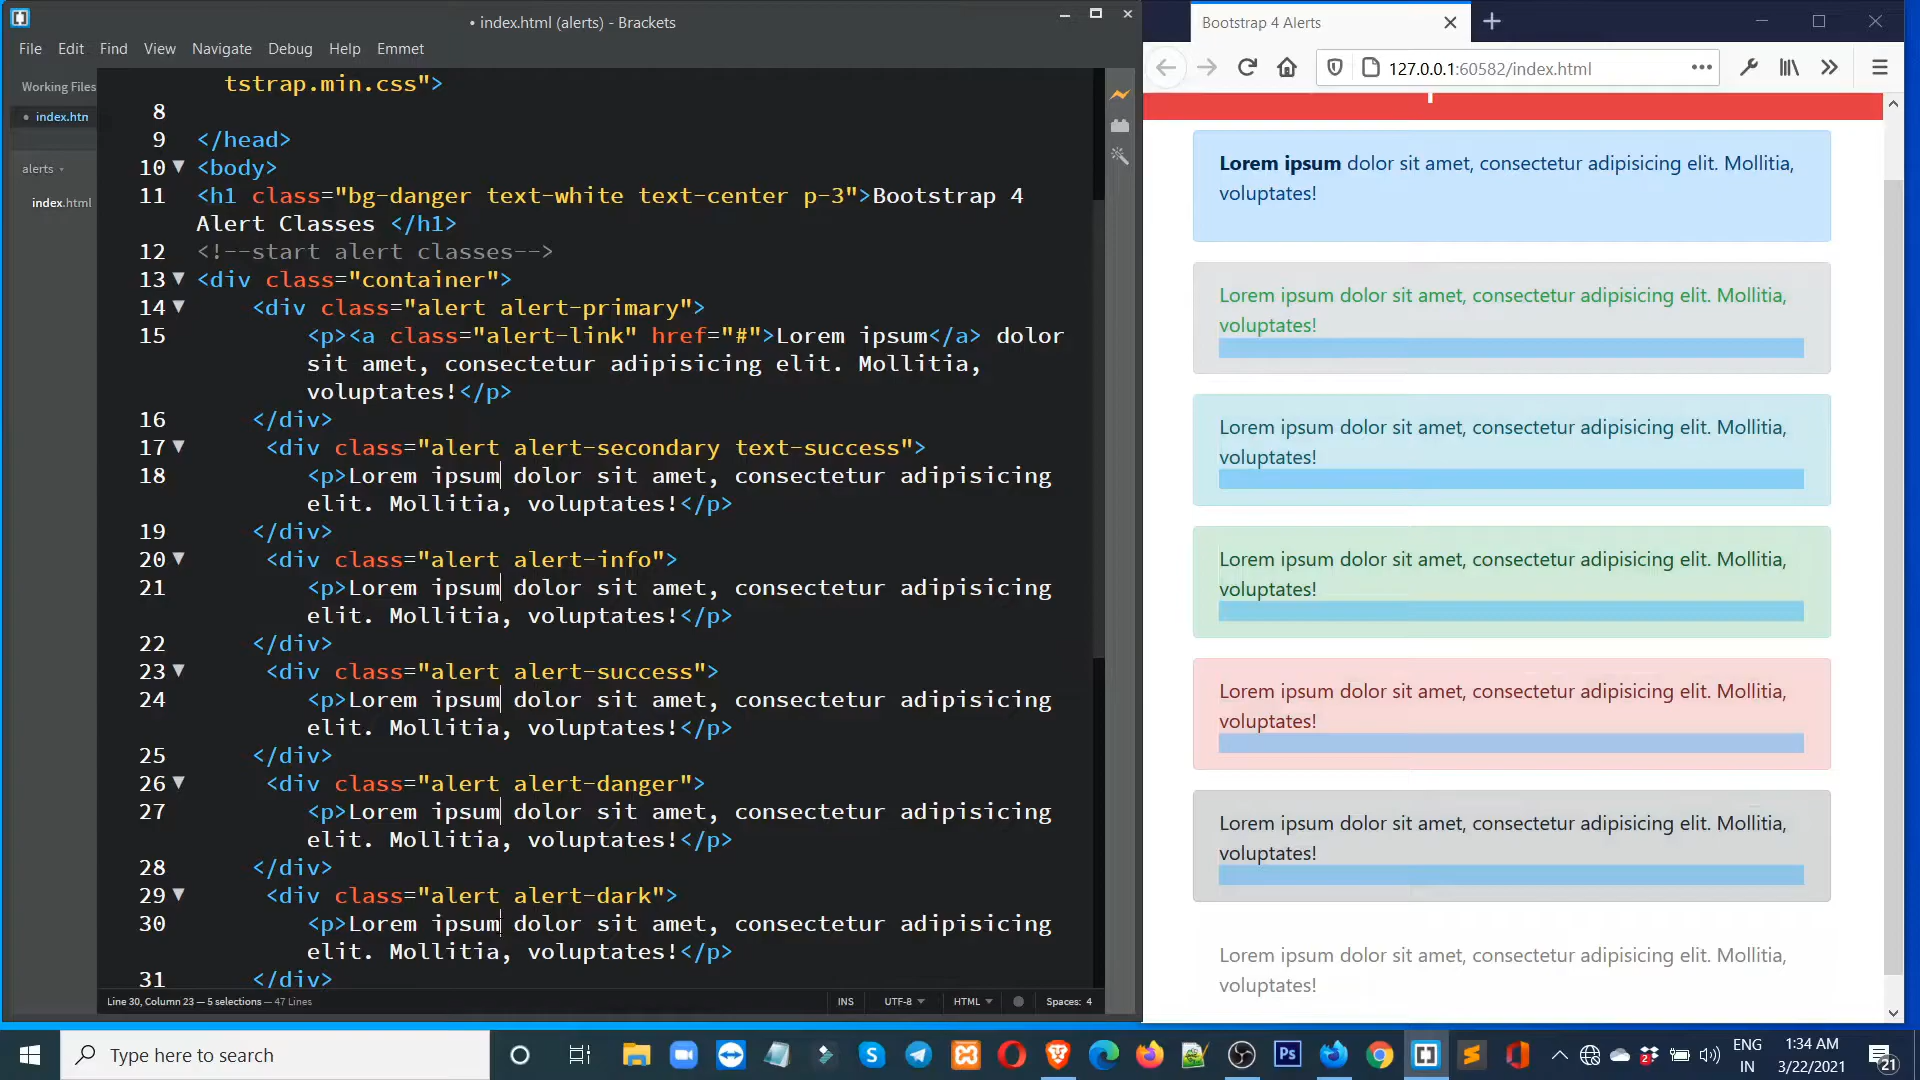 • index.html (alerts) - Brackets
File Edit Find View Navigate Debug Help Emmet
Working Files
• index.htm
alerts
index.html
tstrap.min.css">
8
9 </head>
10 <body>
11 <h1 class="bg-danger text-white text-center p-3">Bootstrap 4
Alert Classes </h1>
12 <!--start alert classes-->
13 <div class="container">
14 <div class="alert alert-primary">
15 <p><a class="alert-link" href="#">Lorem ipsum</a> dolor
sit amet, consectetur adipisicing elit. Mollitia,
voluptates!</p>
16 </div>
17 <div class="alert alert-secondary text-success">
18 <p>Lorem ipsum dolor sit amet, consectetur adipisicing
elit. Mollitia, voluptates!</p>
19 </div>
20 <div class="alert alert-info">
21 <p>Lorem ipsum dolor sit amet, consectetur adipisicing
elit. Mollitia, voluptates!</p>
22 </div>
23 <div class="alert alert-success">
24 <p>Lorem ipsum dolor sit amet, consectetur adipisicing
elit. Mollitia, voluptates!</p>
25 </div>
26 <div class="alert alert-danger">
27 <p>Lorem ipsum dolor sit amet, consectetur adipisicing
elit. Mollitia, voluptates!</p>
28 </div>
29 <div class="alert alert-dark">
30 <p>Lorem ipsum dolor sit amet, consectetur adipisicing
elit. Mollitia, voluptates!</p>
31 </div>
Line 30, Column 23 — 5 selections — 47 Lines
INS UTF-8 HTML Spaces: 4
Bootstrap 4 Alerts
127.0.0.1:60582/index.html
Lorem ipsum dolor sit amet, consectetur adipisicing elit. Mollitia,
voluptates!
Lorem ipsum dolor sit amet, consectetur adipisicing elit. Mollitia,
voluptates!
Lorem ipsum dolor sit amet, consectetur adipisicing elit. Mollitia,
voluptates!
Lorem ipsum dolor sit amet, consectetur adipisicing elit. Mollitia,
voluptates!
Lorem ipsum dolor sit amet, consectetur adipisicing elit. Mollitia,
voluptates!
Lorem ipsum dolor sit amet, consectetur adipisicing elit. Mollitia,
voluptates!
Lorem ipsum dolor sit amet, consectetur adipisicing elit. Mollitia,
voluptates!
Type here to search
Ps
2
ENG
IN
1:34 AM
3/22/2021
21